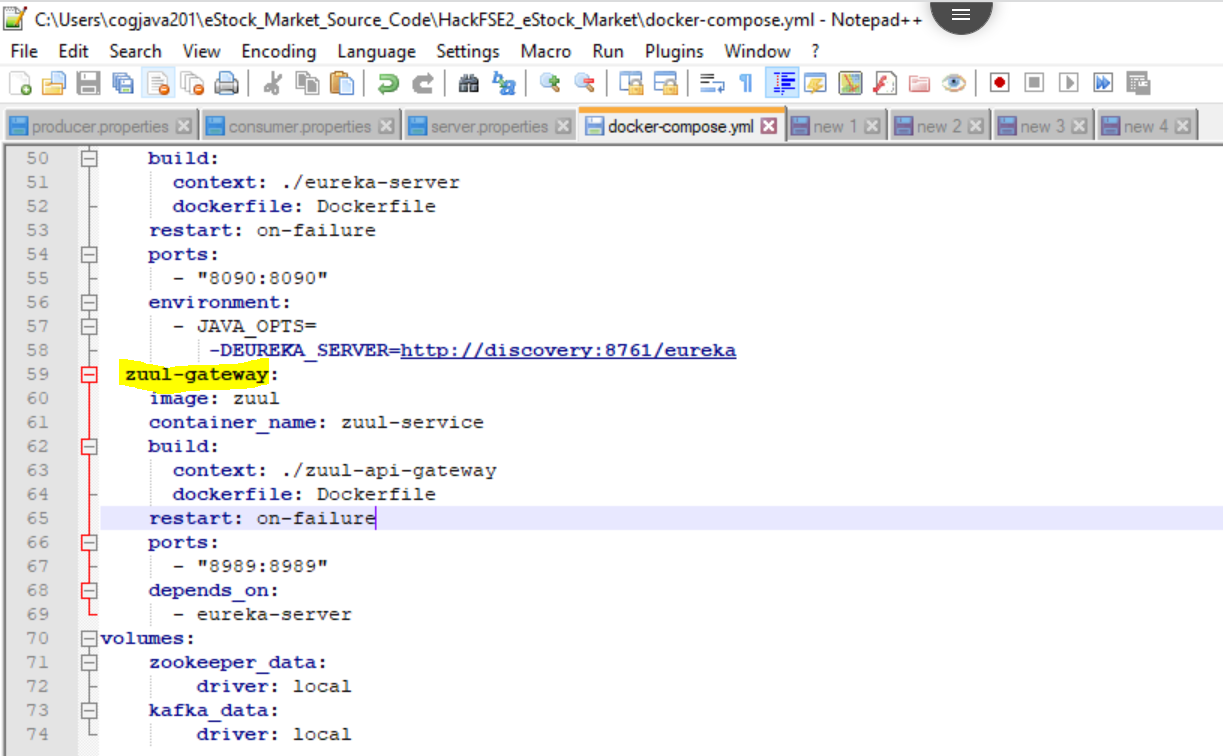 C:\Users\cogjava201\eStock_Market_Source_Code\HackFSE2_eStock_Market\docker-compose.yml - Notepad++
File Edit Search View Encoding Language Settings Macro Run Plugins Window ?
producer.properties consumer.properties server.properties docker-compose.yml new 1 new 2 new 3 new 4
50 build:
51 context: ./eureka-server
52 dockerfile: Dockerfile
53 restart: on-failure
54 ports:
55 - "8090:8090"
56 environment:
57 - JAVA_OPTS=
58 -DEUREKA_SERVER=http://discovery:8761/eureka
59 zuul-gateway:
60 image: zuul
61 container_name: zuul-service
62 build:
63 context: ./zuul-api-gateway
64 dockerfile: Dockerfile
65 restart: on-failure
66 ports:
67 - "8989:8989"
68 depends_on:
69 - eureka-server
70 volumes:
71 zookeeper_data:
72 driver: local
73 kafka_data:
74 driver: local